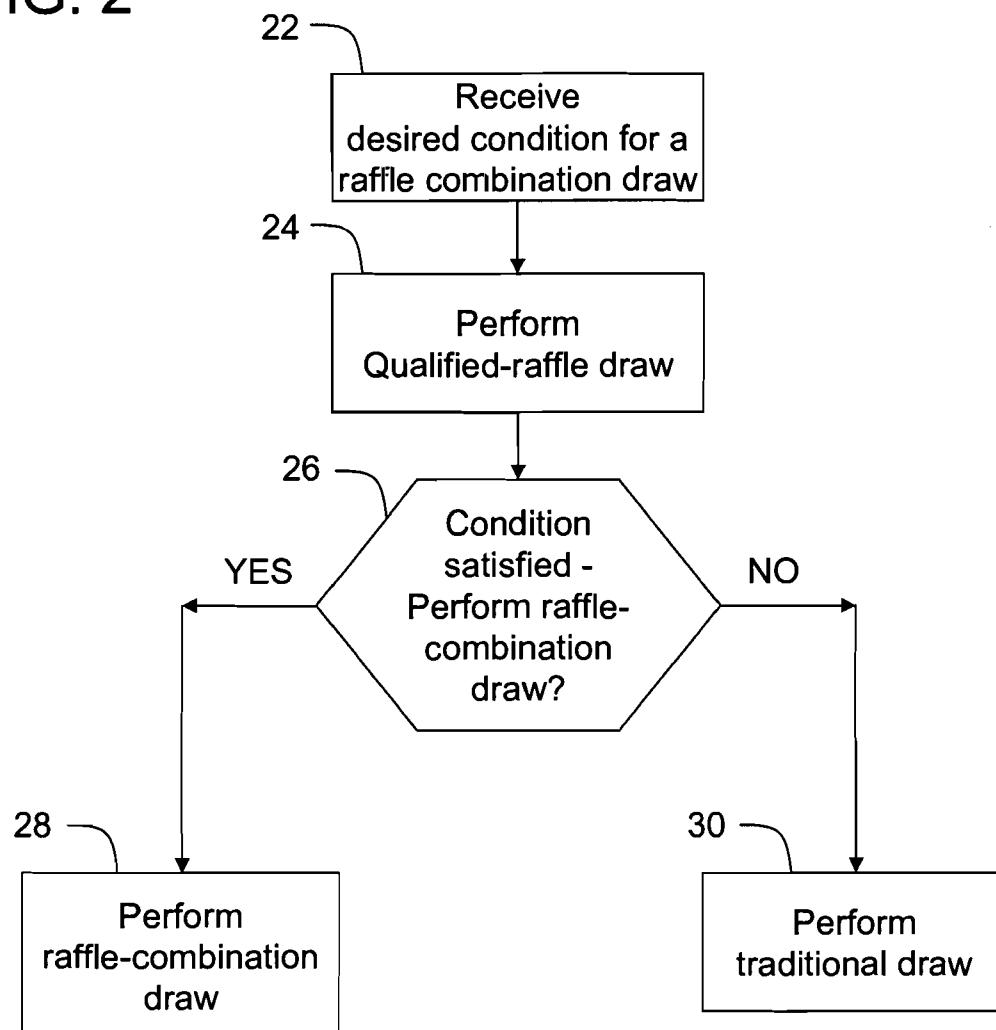 FIG. 2
22
Receive
desired condition for a
raffle combination draw
24
Perform
Qualified-raffle draw
26
Condition
satisfied -
Perform raffle-
combination
draw?
YES
NO
28
Perform
raffle-combination
draw
30
Perform
traditional draw